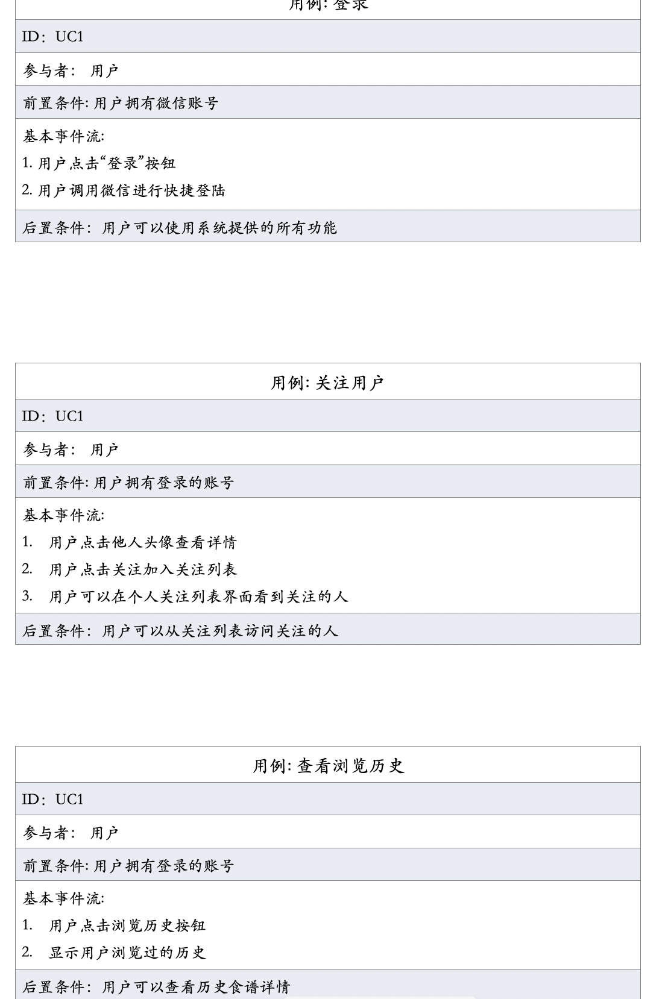 用例: 登录
ID：UC1
参与者： 用户
前置条件: 用户拥有微信账号
基本事件流:
1. 用户点击“登录”按钮
2. 用户调用微信进行快捷登陆
后置条件：用户可以使用系统提供的所有功能
用例: 关注用户
ID：UC1
参与者： 用户
前置条件: 用户拥有登录的账号
基本事件流:
1. 用户点击他人头像查看详情
2. 用户点击关注加入关注列表
3. 用户可以在个人关注列表界面看到关注的人
后置条件：用户可以从关注列表访问关注的人
用例: 查看浏览历史
ID：UC1
参与者： 用户
前置条件: 用户拥有登录的账号
基本事件流:
1. 用户点击浏览历史按钮
2. 显示用户浏览过的历史
后置条件：用户可以查看历史食谱详情